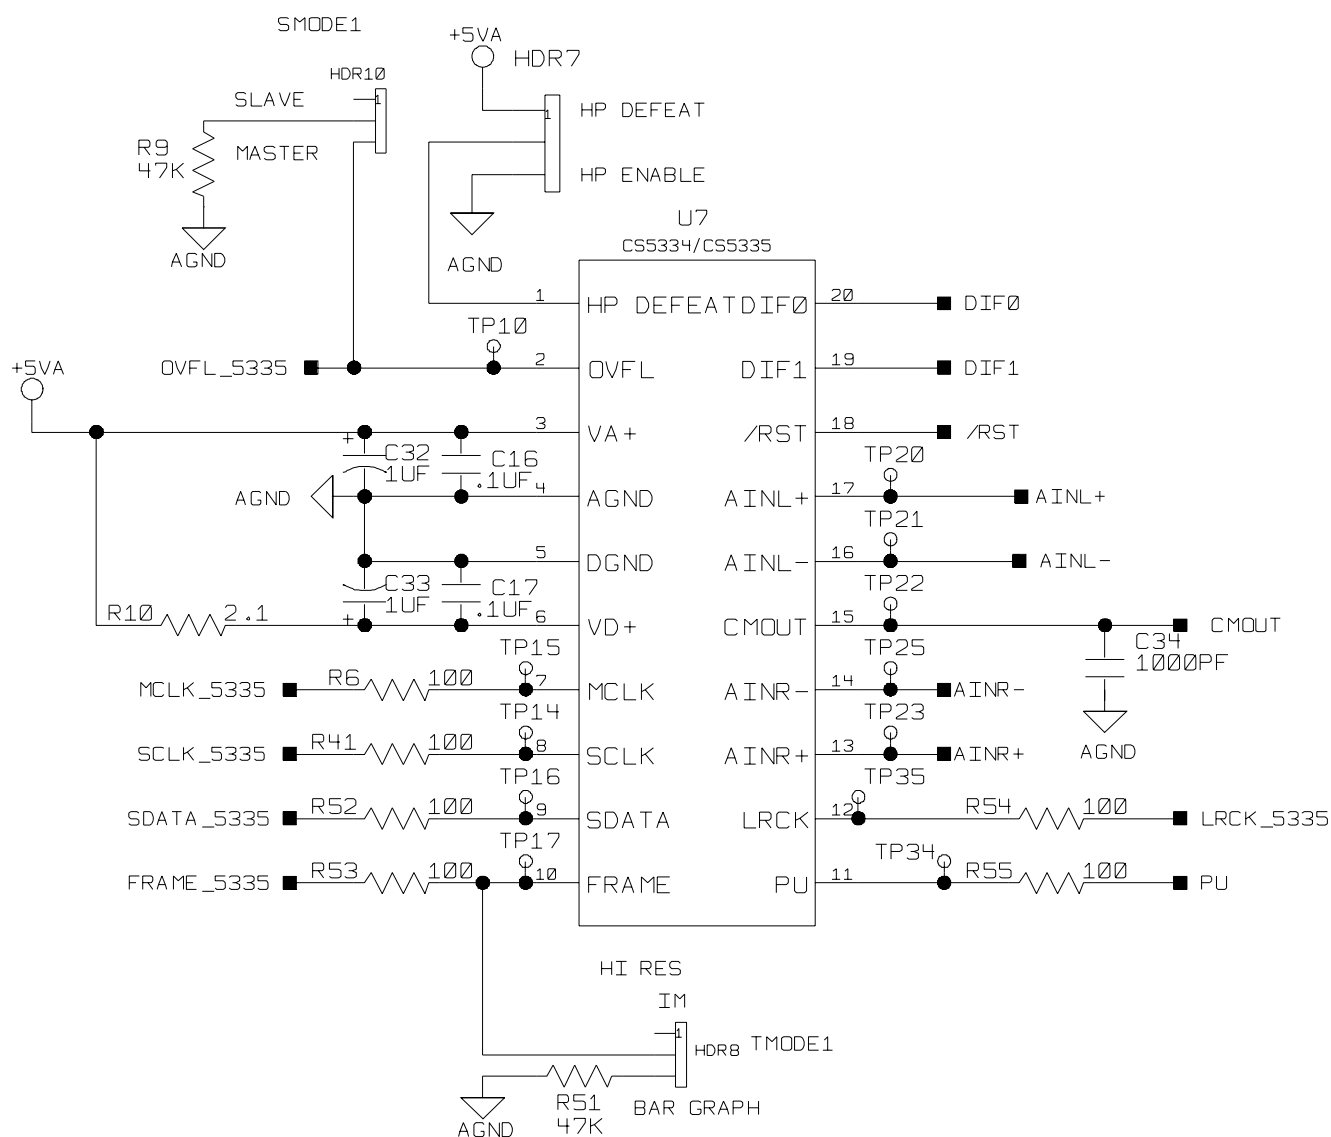 SMODE1
+5VA
HDR7
HDR10
1
SLAVE
R9
47K
MASTER
AGND
1
HP DEFEAT
HP ENABLE
AGND
U7
CS5334/CS5335
1
HP DEFEAT
DIF0
20
DIF0
TP10
OVFL_5335
2
OVFL
DIF1
19
DIF1
+5VA
3
VA+
/RST
18
/RST
+
C32
1UF
C16
.1UF
TP20
AGND
4
AGND
AINL+
17
AINL+
TP21
5
DGND
AINL-
16
AINL-
C33
1UF
C17
.1UF
TP22
R10
2.1
+
6
VD+
CMOUT
15
CMOUT
C34
1000PF
AGND
TP15
TP25
MCLK_5335
R6
100
7
MCLK
AINR-
14
AINR-
TP14
TP23
SCLK_5335
R41
100
8
SCLK
AINR+
13
AINR+
TP16
TP35
SDATA_5335
R52
100
9
SDATA
LRCK
12
R54
100
LRCK_5335
TP17
TP34
FRAME_5335
R53
100
10
FRAME
PU
11
R55
100
PU
HI RES
IM
1
HDR8
TMODE1
R51
47K
BAR GRAPH
AGND